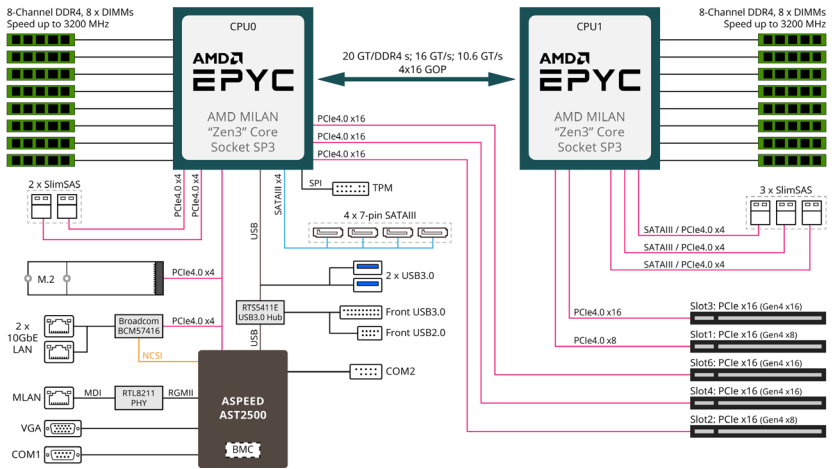 8-Channel DDR4, 8 x DIMMs
Speed up to 3200 MHz
CPU0
AMD
EPYC
AMD MILAN
“Zen3” Core
Socket SP3
20 GT/DDR4 s; 16 GT/s; 10.6 GT/s
4x16 GOP
CPU1
AMD
EPYC
AMD MILAN
“Zen3” Core
Socket SP3
8-Channel DDR4, 8 x DIMMs
Speed up to 3200 MHz
PCIe4.0 x16
PCIe4.0 x16
PCIe4.0 x16
2 x SlimSAS
PCIe4.0 x4
PCIe4.0 x4
USB
SATAIII x4
SPI
TPM
4 x 7-pin SATAIII
3 x SlimSAS
SATAIII / PCIe4.0 x4
SATAIII / PCIe4.0 x4
SATAIII / PCIe4.0 x4
M.2
PCIe4.0 x4
2 x USB3.0
RTS5411E
USB3.0 Hub
Front USB3.0
Front USB2.0
USB
2 x
10GbE
LAN
Broadcom
BCM57416
PCIe4.0 x4
NCSI
PCIe4.0 x16
PCIe4.0 x8
Slot3: PCIe x16 (Gen4 x16)
Slot1: PCIe x16 (Gen4 x8)
Slot6: PCIe x16 (Gen4 x16)
Slot4: PCIe x16 (Gen4 x16)
Slot2: PCIe x16 (Gen4 x8)
COM2
MLAN
MDI
RTL8211
PHY
RGMII
ASPEED
AST2500
BMC
VGA
COM1